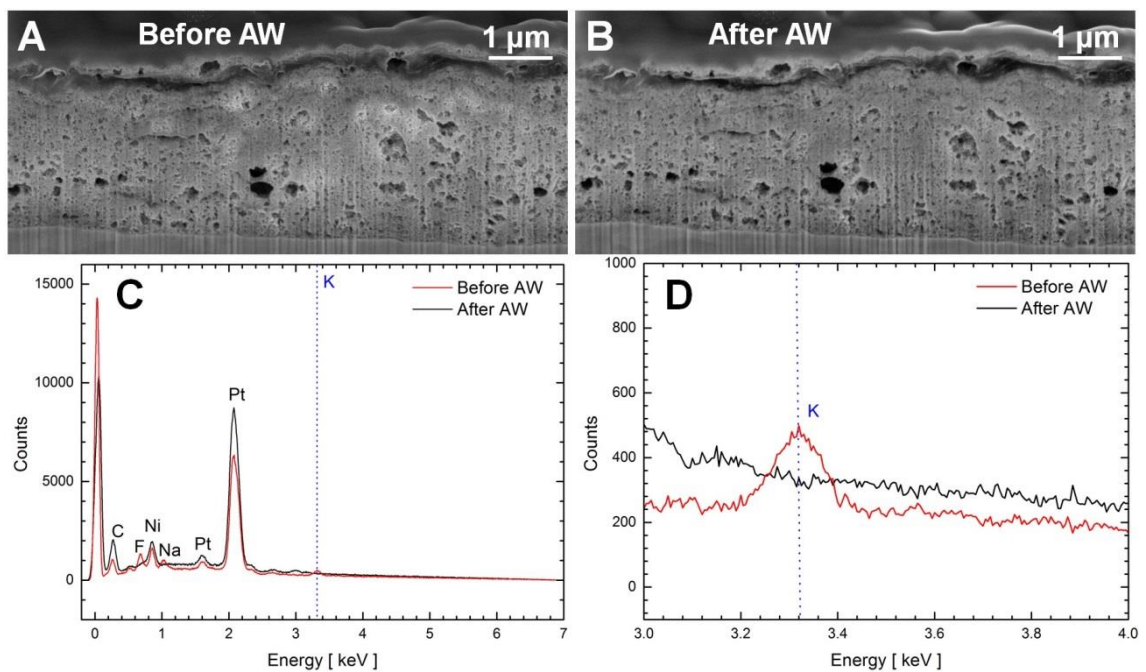 A Before AW 1 µm
B After AW 1 µm
C
K
Before AW
After AW
15000
10000
5000
0
Counts
C
F
Ni
Na
Pt
Pt
0 1 2 3 4 5 6 7
Energy [ keV ]
D
Before AW
After AW
1000
800
600
400
200
0
Counts
K
3.0 3.2 3.4 3.6 3.8 4.0
Energy [ keV ]